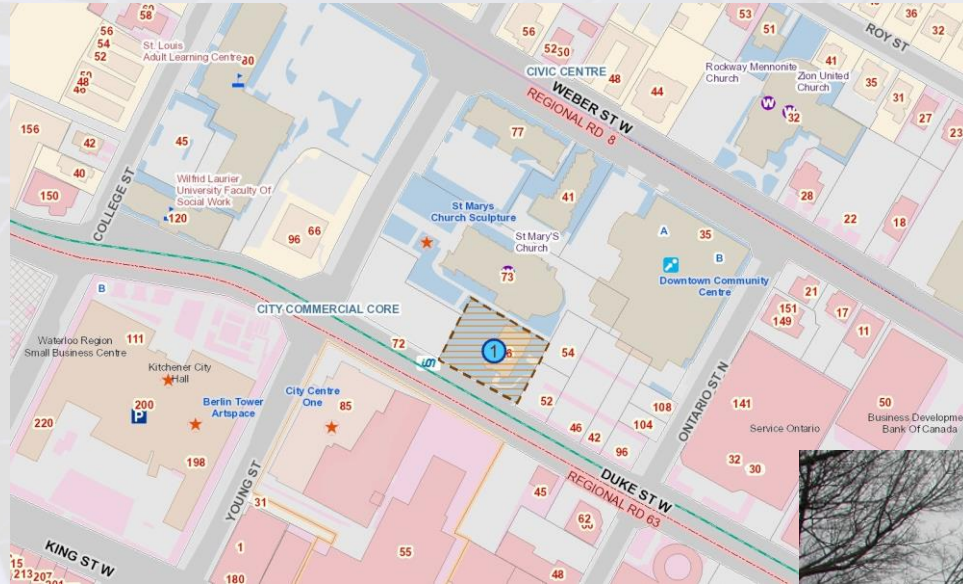 58
56
54
52
48
St. Louis
Adult Learning Centre
80
56
52
50
48
44
53
51
ROY ST
36
40
32
CIVIC CENTRE
WEBER ST W
REGIONAL RD 8
Rockway Mennonite
Church
Zion United
Church
W
32
41
35
31
27
23
156
42
40
150
45
COLLEGE ST
Wilfrid Laurier
University Faculty Of
Social Work
120
96
66
77
41
St Marys
Church Sculpture
St Mary'S
Church
73
A
35
B
Downtown Community
Centre
28
22
18
CITY COMMERCIAL CORE
B
111
Waterloo Region
Small Business Centre
Kitchener City
Hall
200
P
Berlin Tower
Artspace
220
198
72
ion
City Centre
One
85
1
54
52
46
42
96
108
104
ONTARIO ST N
151
149
21
17
11
141
50
Service Ontario
Business Developme
Bank Of Canada
32
30
YOUNG ST
31
DUKE ST W
REGIONAL RD 63
45
62
55
48
KING ST W
1
180
15
213
207